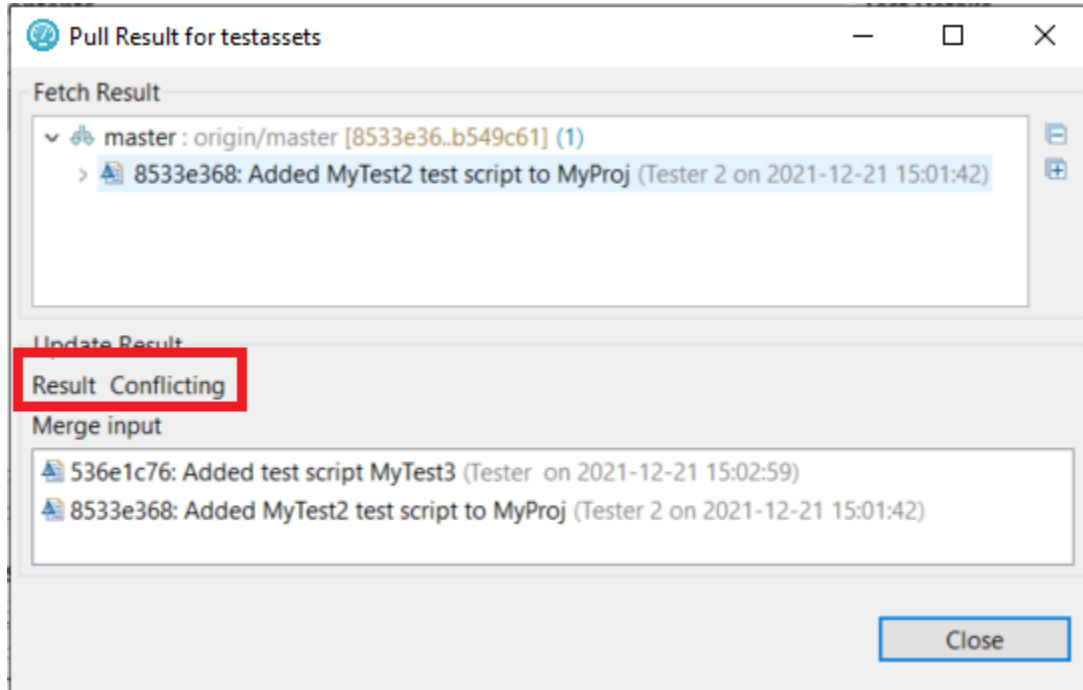 Pull Result for testassets
Fetch Result
master : origin/master [8533e36..b549c61] (1)
8533e368: Added MyTest2 test script to MyProj (Tester 2 on 2021-12-21 15:01:42)
Update Result
Result Conflicting
Merge input
536e1c76: Added test script MyTest3 (Tester on 2021-12-21 15:02:59)
8533e368: Added MyTest2 test script to MyProj (Tester 2 on 2021-12-21 15:01:42)
Close